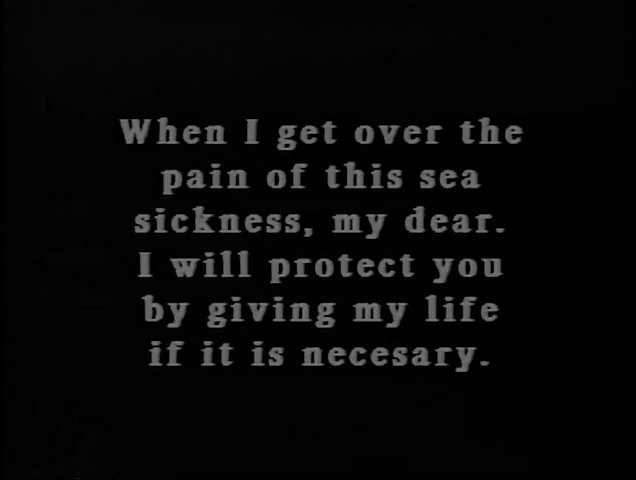 When I get over the
pain of this sea
sickness, my dear.
I will protect you
by giving my life
if it is necesary.